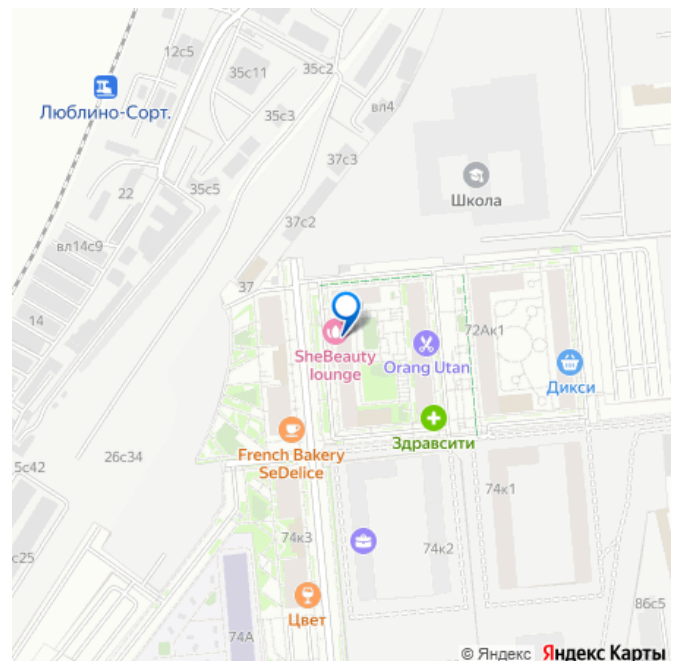 12с5
35с11
35с2
Люблино-Сорт.
35с3
вл4
37с3
22
35с5
Школа
37с2
вл14с9
37
14
SheBeauty
lounge
Orang Utan
72Ак1
Дикси
French Bakery
SeDelice
Здравсити
26с34
5с42
74к1
74к3
74к2
с25
86с5
Цвет
74А
© Яндекс Яндекс Карты